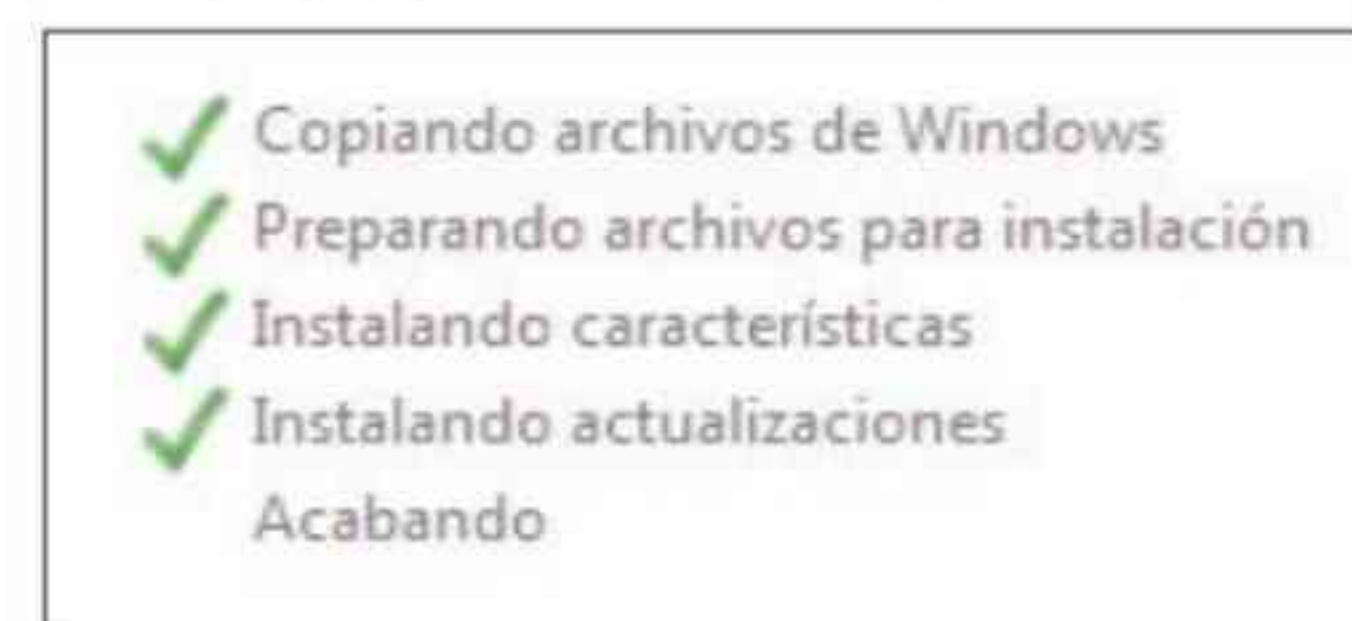 Copiando archivos de Windows
Preparando archivos para instalación
Instalando características
Instalando actualizaciones
Acabando